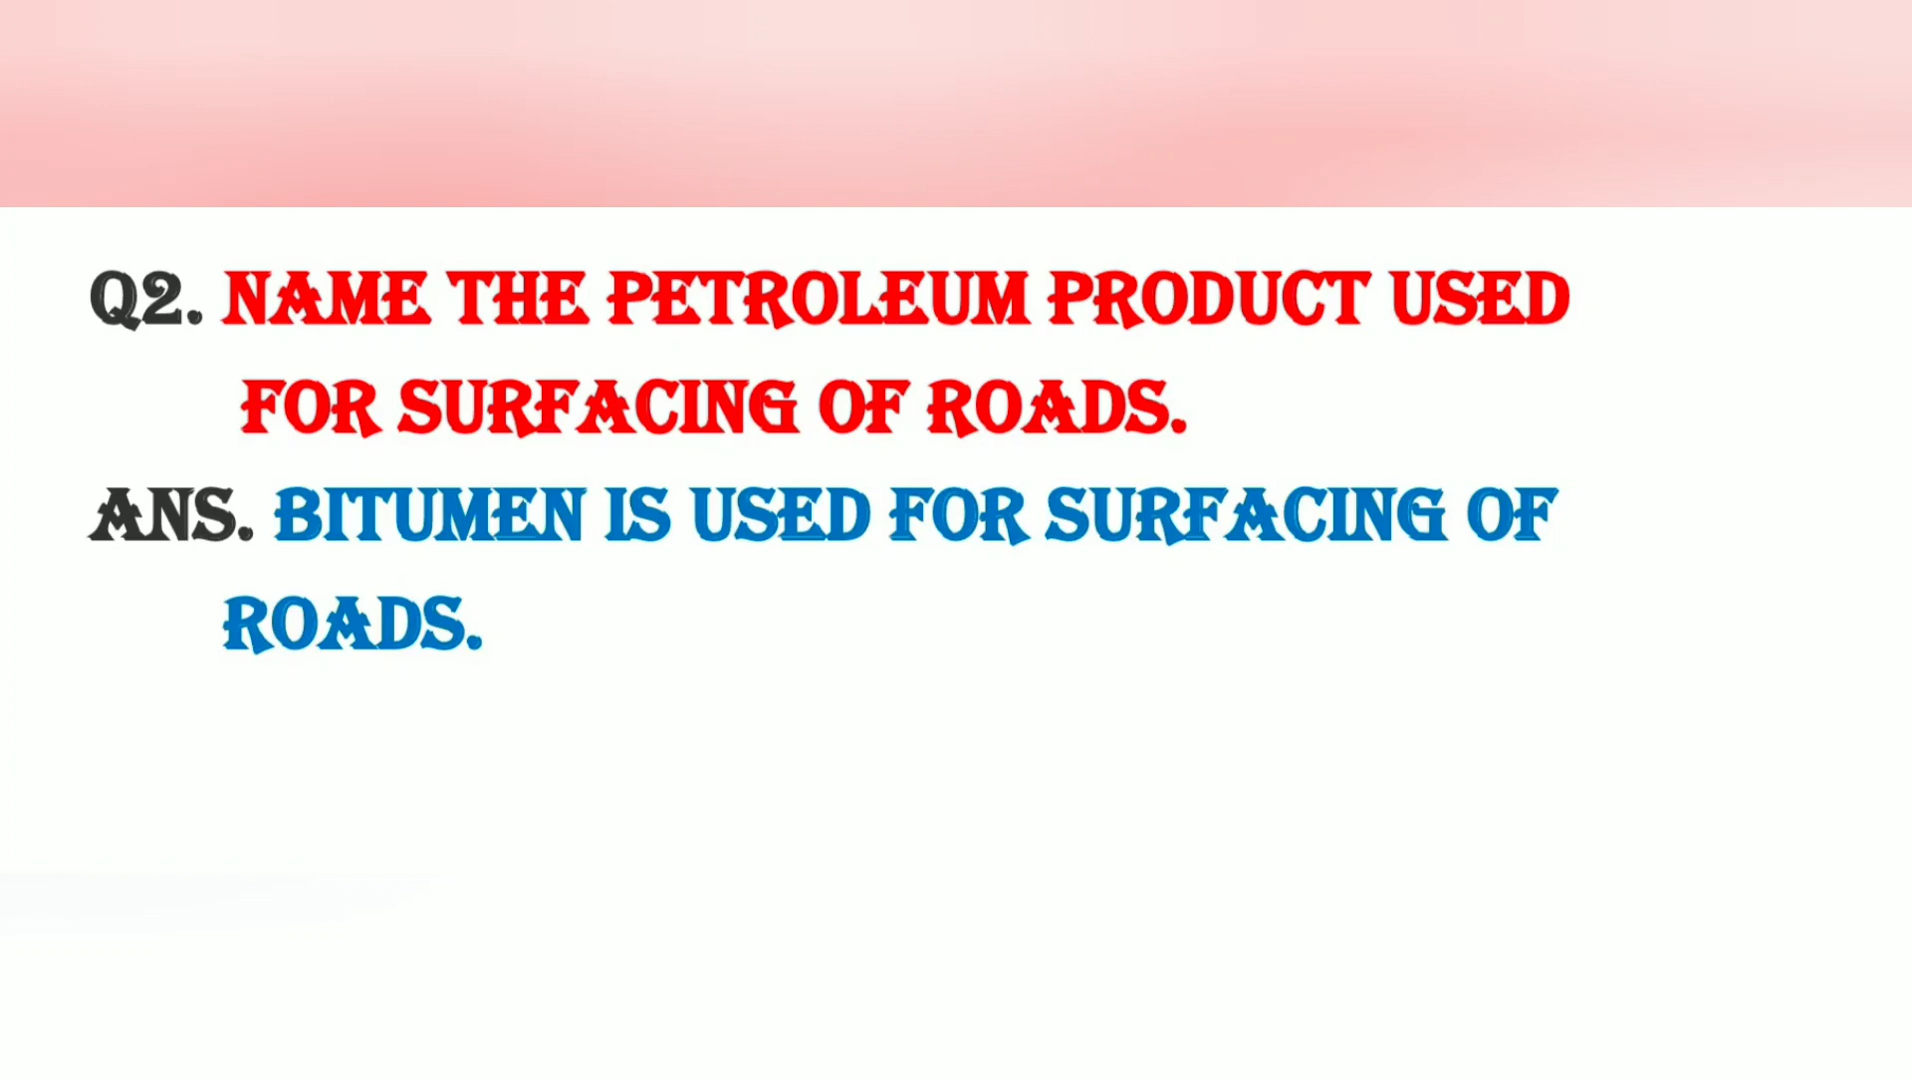 Q2. NAME THE PETROLEUM PRODUCT USED
FOR SURFACING OF ROADS.
ANS. BITUMEN IS USED FOR SURFACING OF
ROADS.